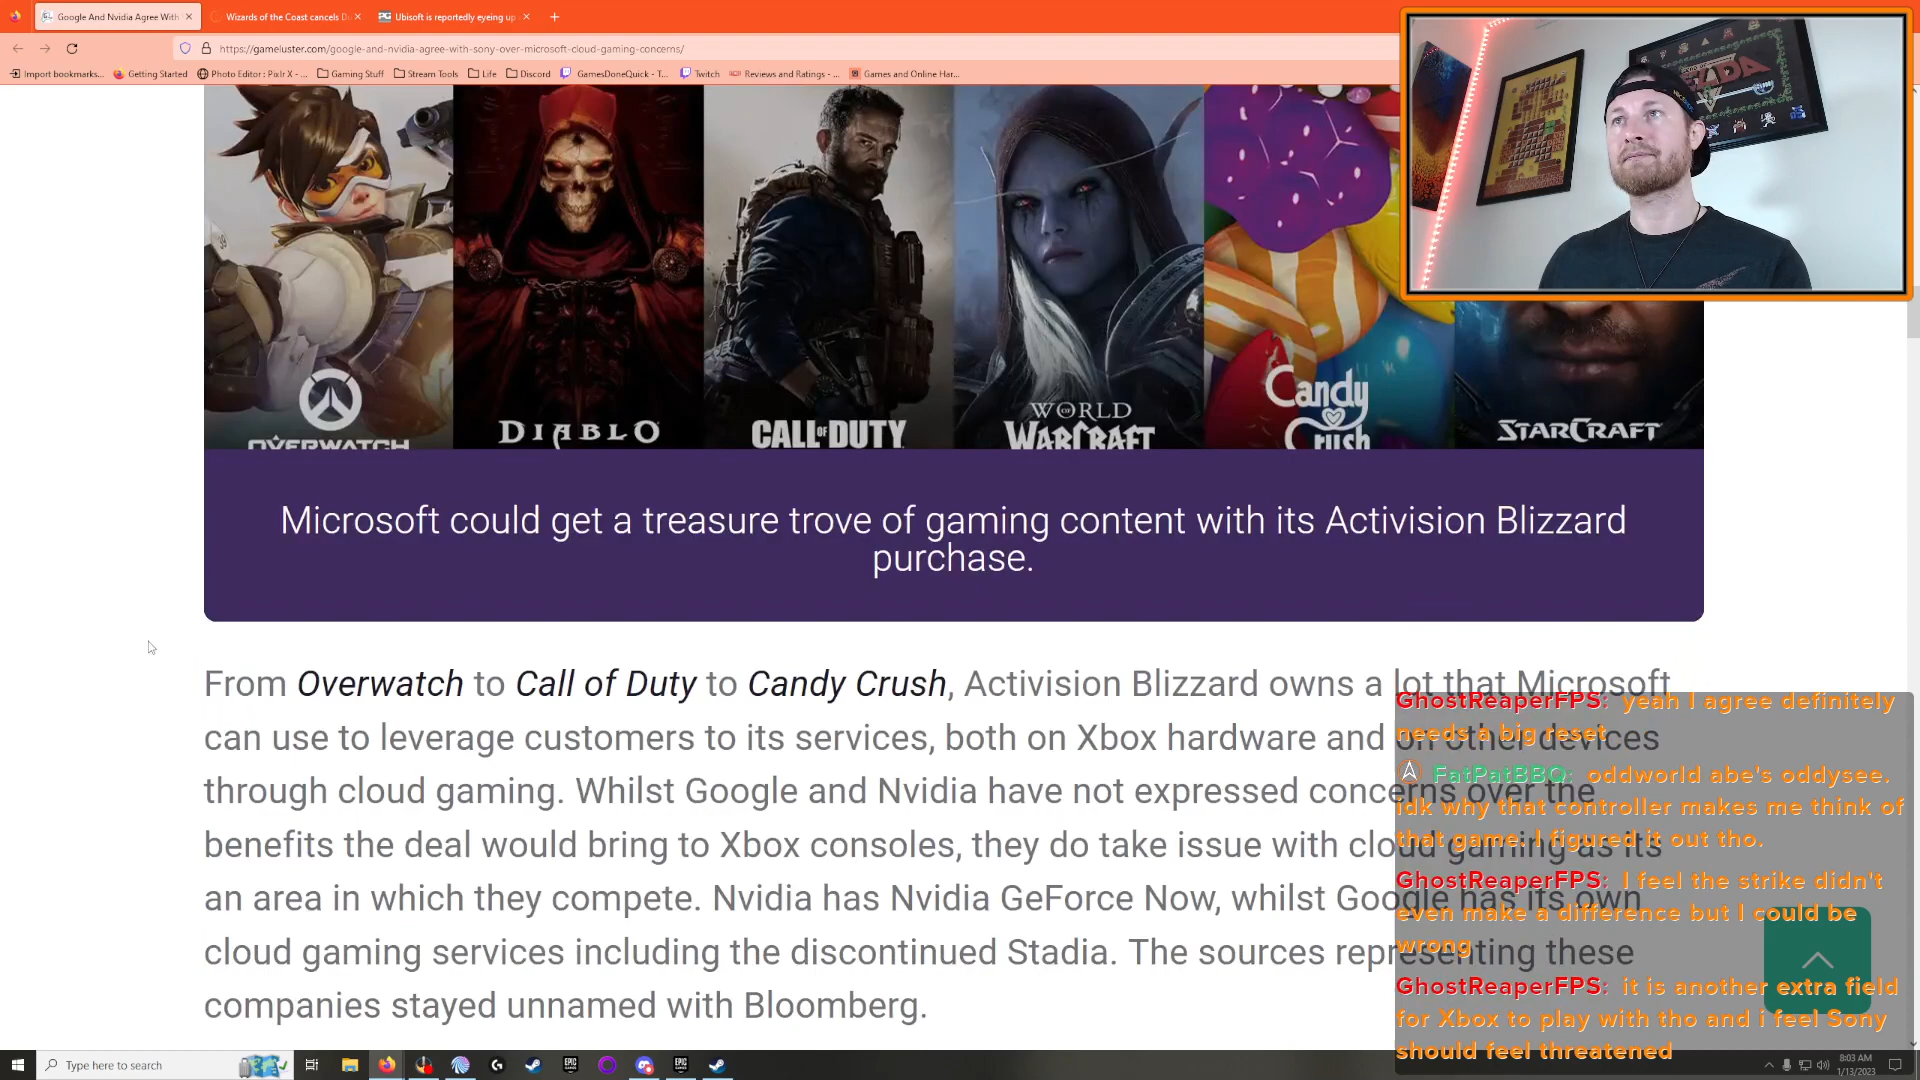 Google And Nvidia Agree With
Wizards of the Coast cancels Du
Ubisoft is reportedly eyeing up
https://gameluster.com/google-and-nvidia-agree-with-sony-over-microsoft-cloud-gaming-concerns/
Import bookmarks...
Getting Started
Photo Editor : Pixlr X - ...
Gaming Stuff
Stream Tools
Life
Discord
GamesDoneQuick - T...
Twitch
Reviews and Ratings - ...
Games and Online Har...
OVERWATCH
DIABLO
CALL OF DUTY
WORLD OF WARCRAFT
Candy Crush
STARCRAFT
Microsoft could get a treasure trove of gaming content with its Activision Blizzard
purchase.
From Overwatch to Call of Duty to Candy Crush, Activision Blizzard owns a lot that Microsoft
can use to leverage customers to its services, both on Xbox hardware and on other devices
through cloud gaming. Whilst Google and Nvidia have not expressed concerns over the
benefits the deal would bring to Xbox consoles, they do take issue with cloud gaming as its
an area in which they compete. Nvidia has Nvidia GeForce Now, whilst Google has its own
cloud gaming services including the discontinued Stadia. The sources representing these
companies stayed unnamed with Bloomberg.
GhostReaperFPS: yeah I agree definitely
needs a big reset
FatPatBBQ: oddworld abe's oddysee.
idk why that controller makes me think of
that game. I figured it out tho.
GhostReaperFPS: I feel the strike didn't
even make a difference but I could be
wrong
GhostReaperFPS: it is another extra field
for Xbox to play with tho and i feel Sony
should feel threatened
Type here to search
8:03 AM
1/13/2023